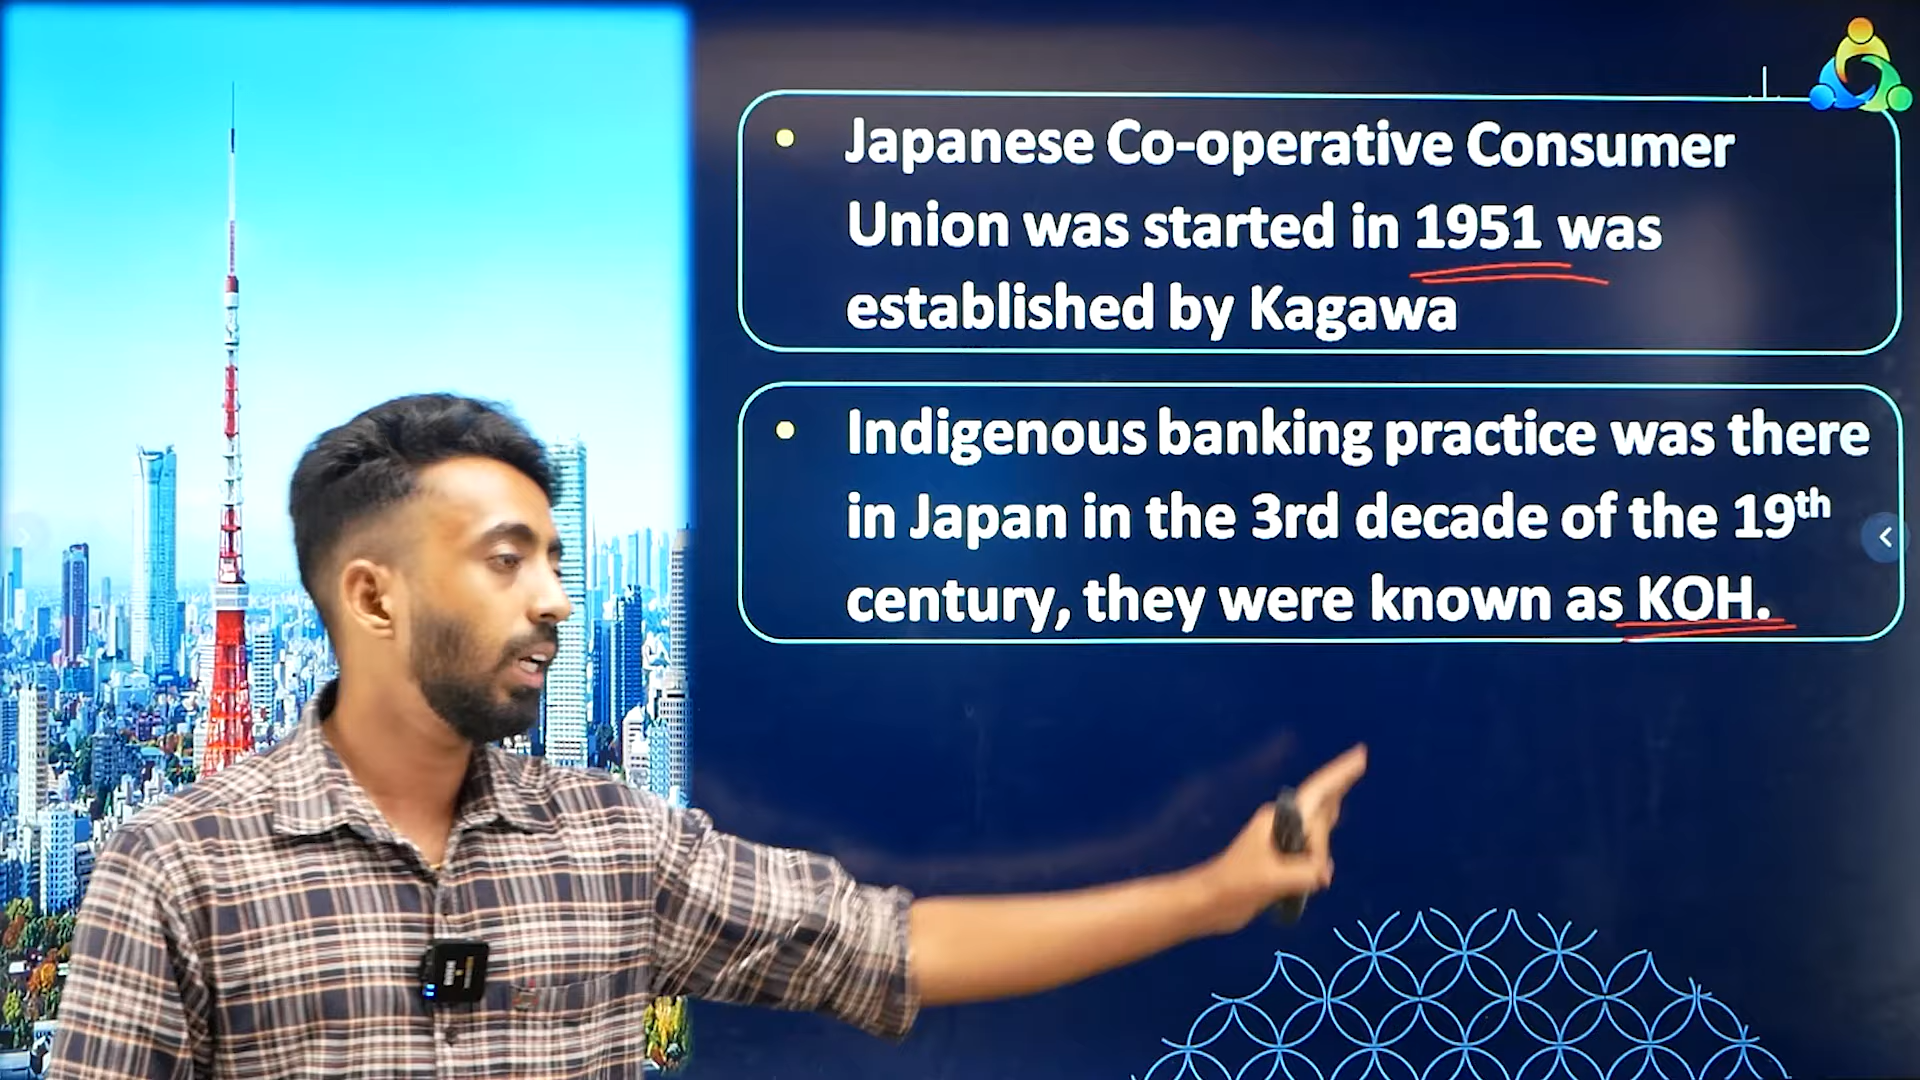 Japanese Co-operative Consumer
Union was started in 1951 was
established by Kagawa
Indigenous banking practice was there
in Japan in the 3rd decade of the 19th
century, they were known as KOH.